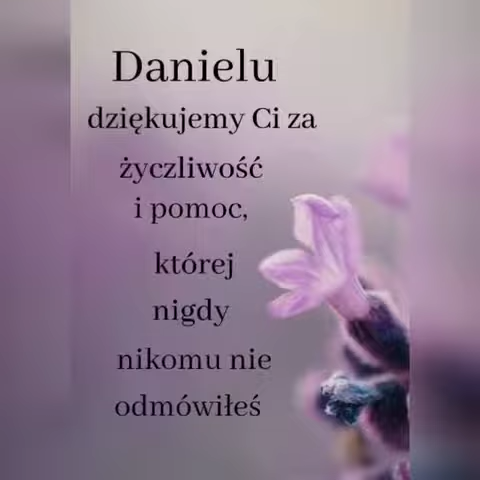 Danielu
dziękujemy Ci za
życzliwość
i pomoc,
której
nigdy
nikomu nie
odmówiłeś